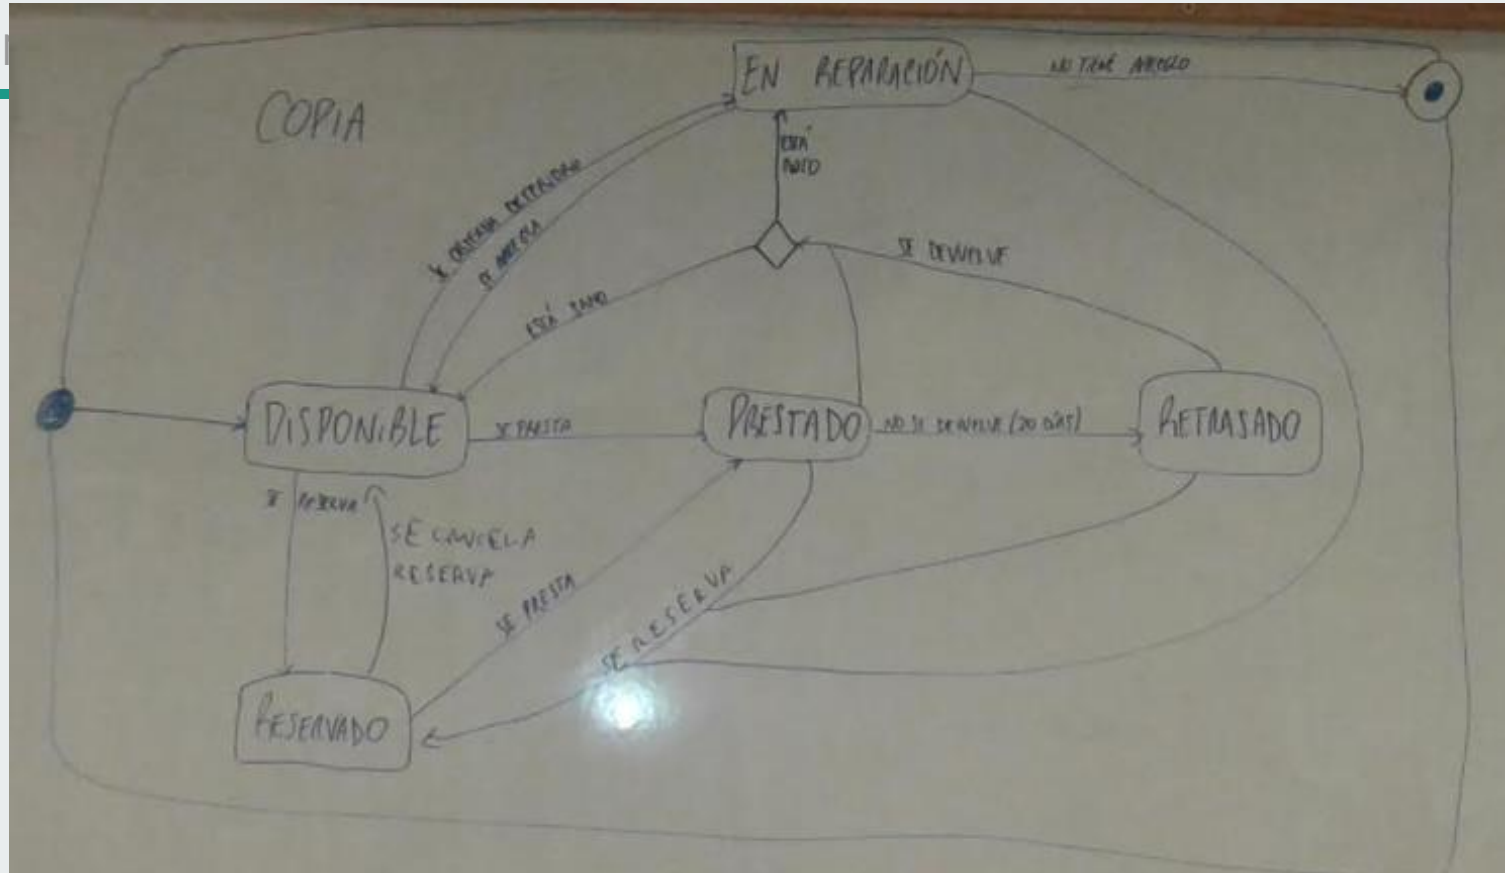 EN REPARACIÓN
NO TIENE ARREGLO
COPIA
ESTÁ
ROTO
SE OBSERVA DETERIORO
SE ARREGLA
SE DEVUELVE
ESTÁ SANO
DISPONIBLE
SE PRESTA
PRESTADO
NO SE DEVUELVE (20 DÍAS)
RETRASADO
SE RESERVA
SE CANCELA
RESERVA
SE PRESTA
SE RESERVA
RESERVADO